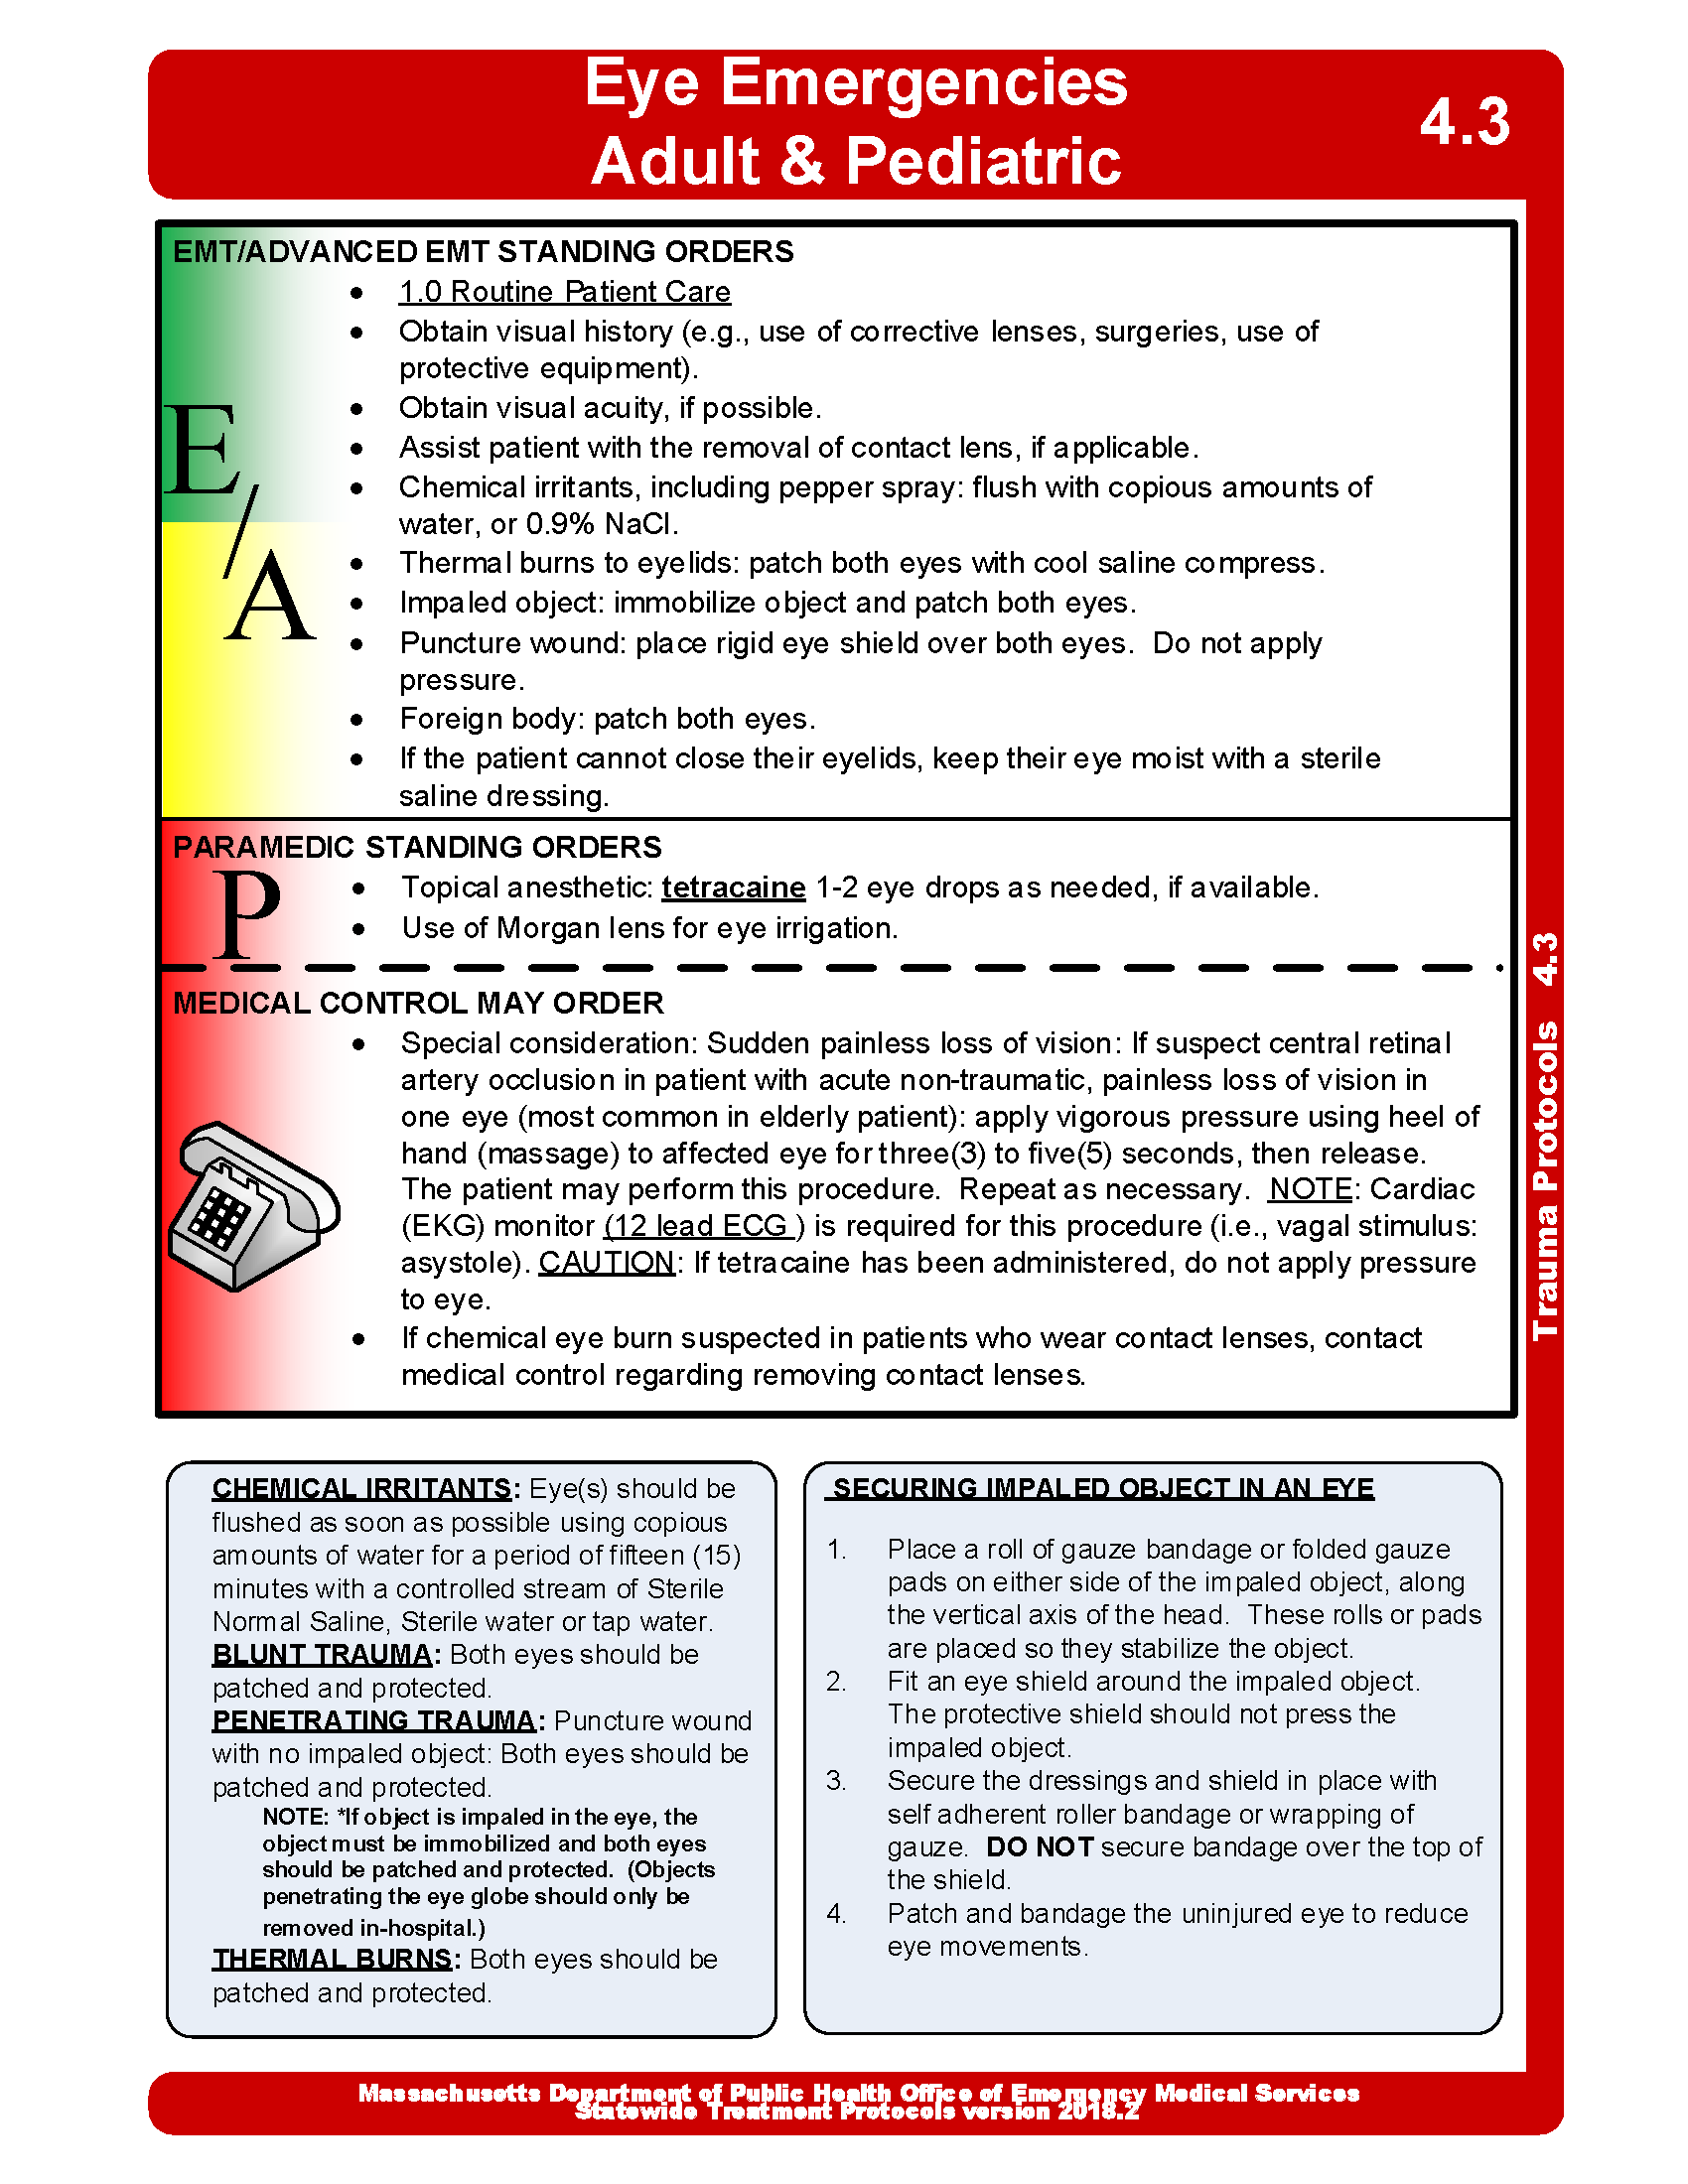 Eye Emergencies
Adult & Pediatric
4.3
EMT/ADVANCED EMT STANDING ORDERS
• 1.0 Routine Patient Care
• Obtain visual history (e.g., use of corrective lenses, surgeries, use of
protective equipment).
• Obtain visual acuity, if possible.
• Assist patient with the removal of contact lens, if applicable.
• Chemical irritants, including pepper spray: flush with copious amounts of
water, or 0.9% NaCl.
• Thermal burns to eyelids: patch both eyes with cool saline compress.
• Impaled object: immobilize object and patch both eyes.
• Puncture wound: place rigid eye shield over both eyes.  Do not apply
pressure.
• Foreign body: patch both eyes.
• If the patient cannot close their eyelids, keep their eye moist with a sterile
saline dressing.
E/A
PARAMEDIC STANDING ORDERS
P
• Topical anesthetic: tetracaine 1-2 eye drops as needed, if available.
• Use of Morgan lens for eye irrigation.
MEDICAL CONTROL MAY ORDER
• Special consideration: Sudden painless loss of vision: If suspect central retinal
artery occlusion in patient with acute non-traumatic, painless loss of vision in
one eye (most common in elderly patient): apply vigorous pressure using heel of
hand (massage) to affected eye for three(3) to five(5) seconds, then release.
The patient may perform this procedure.  Repeat as necessary.  NOTE: Cardiac
(EKG) monitor (12 lead ECG ) is required for this procedure (i.e., vagal stimulus:
asystole). CAUTION: If tetracaine has been administered, do not apply pressure
to eye.
• If chemical eye burn suspected in patients who wear contact lenses, contact
medical control regarding removing contact lenses.
CHEMICAL IRRITANTS: Eye(s) should be
flushed as soon as possible using copious
amounts of water for a period of fifteen (15)
minutes with a controlled stream of Sterile
Normal Saline, Sterile water or tap water.
BLUNT TRAUMA: Both eyes should be
patched and protected.
PENETRATING TRAUMA: Puncture wound
with no impaled object: Both eyes should be
patched and protected.
NOTE: *If object is impaled in the eye, the
object must be immobilized and both eyes
should be patched and protected.  (Objects
penetrating the eye globe should only be
removed in-hospital.)
THERMAL BURNS: Both eyes should be
patched and protected.
SECURING IMPALED OBJECT IN AN EYE
1. Place a roll of gauze bandage or folded gauze
pads on either side of the impaled object, along
the vertical axis of the head.  These rolls or pads
are placed so they stabilize the object.
2. Fit an eye shield around the impaled object.
The protective shield should not press the
impaled object.
3. Secure the dressings and shield in place with
self adherent roller bandage or wrapping of
gauze.  DO NOT secure bandage over the top of
the shield.
4. Patch and bandage the uninjured eye to reduce
eye movements.
Trauma Protocols 4.3
Massachusetts Department of Public Health Office of Emergency Medical Services
Statewide Treatment Protocols version 2018.2